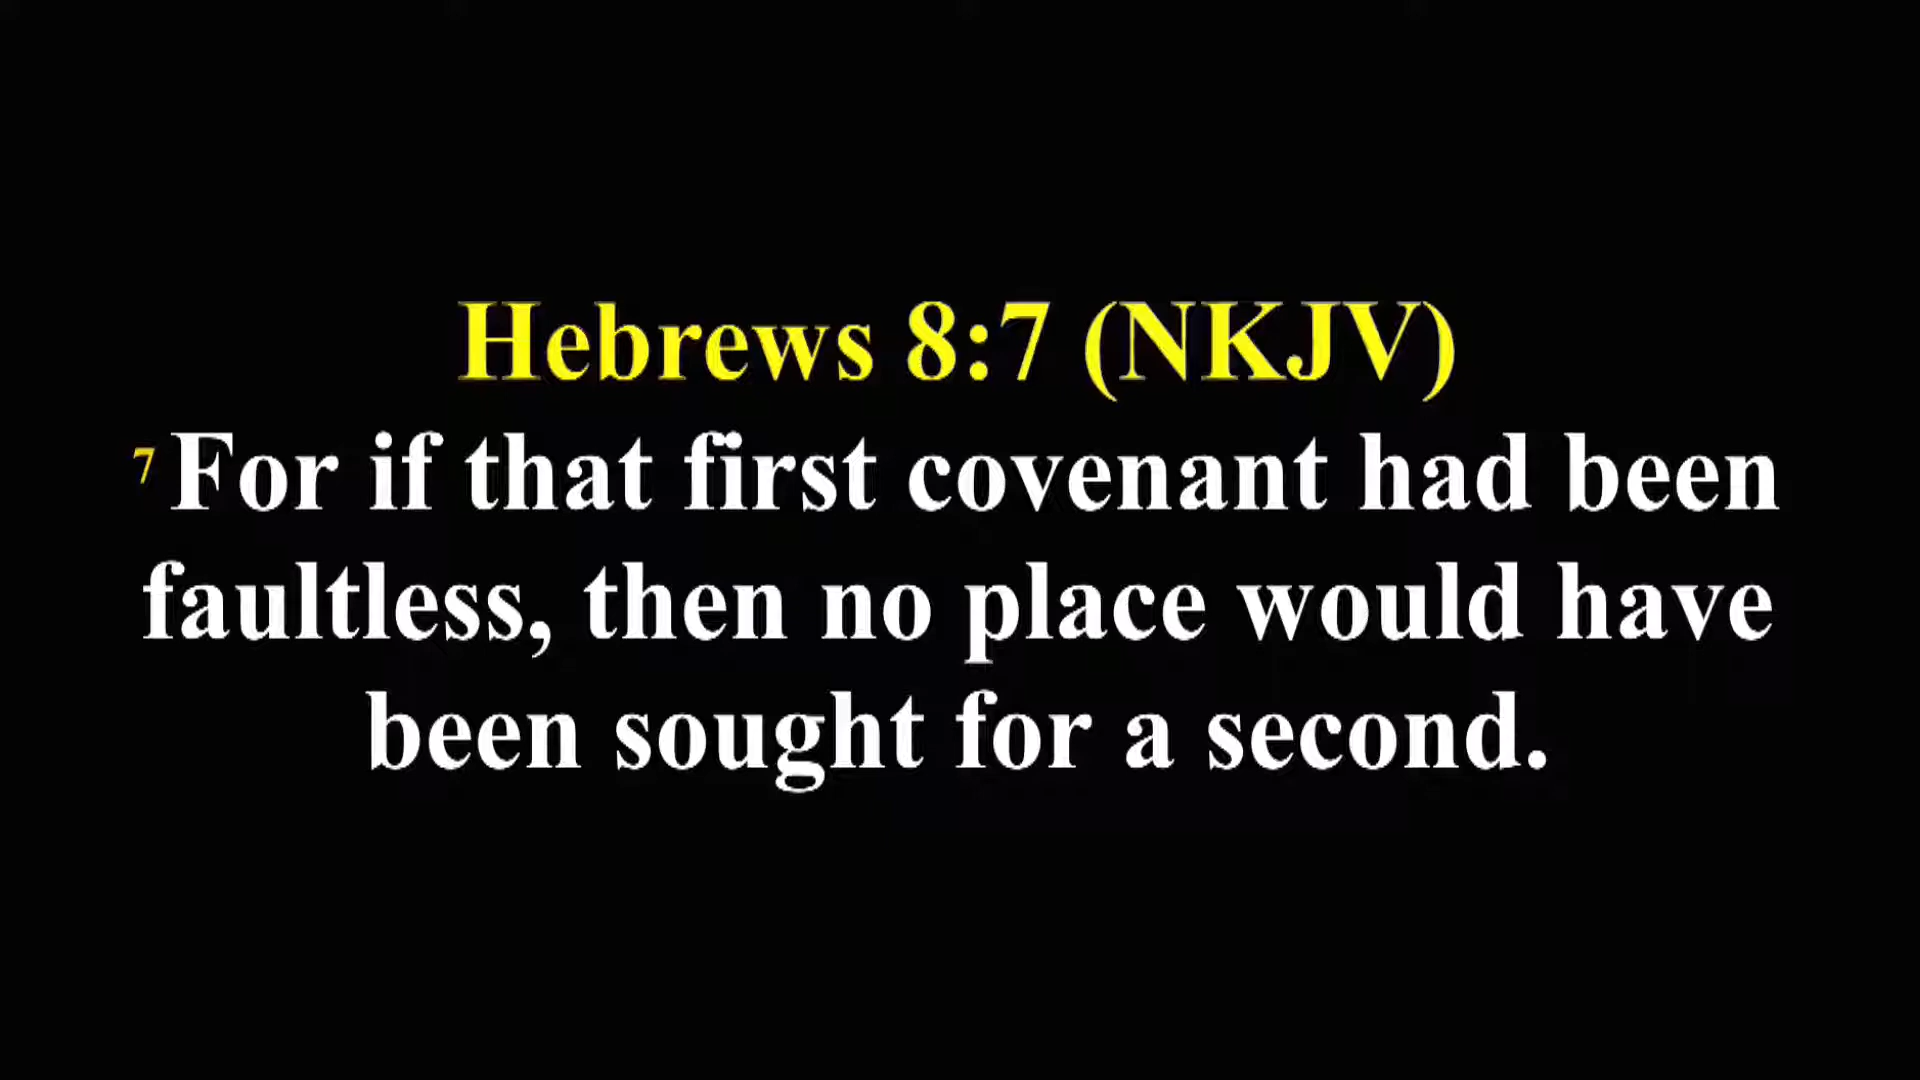 Hebrews 8:7 (NKJV)
7 For if that first covenant had been
faultless, then no place would have
been sought for a second.